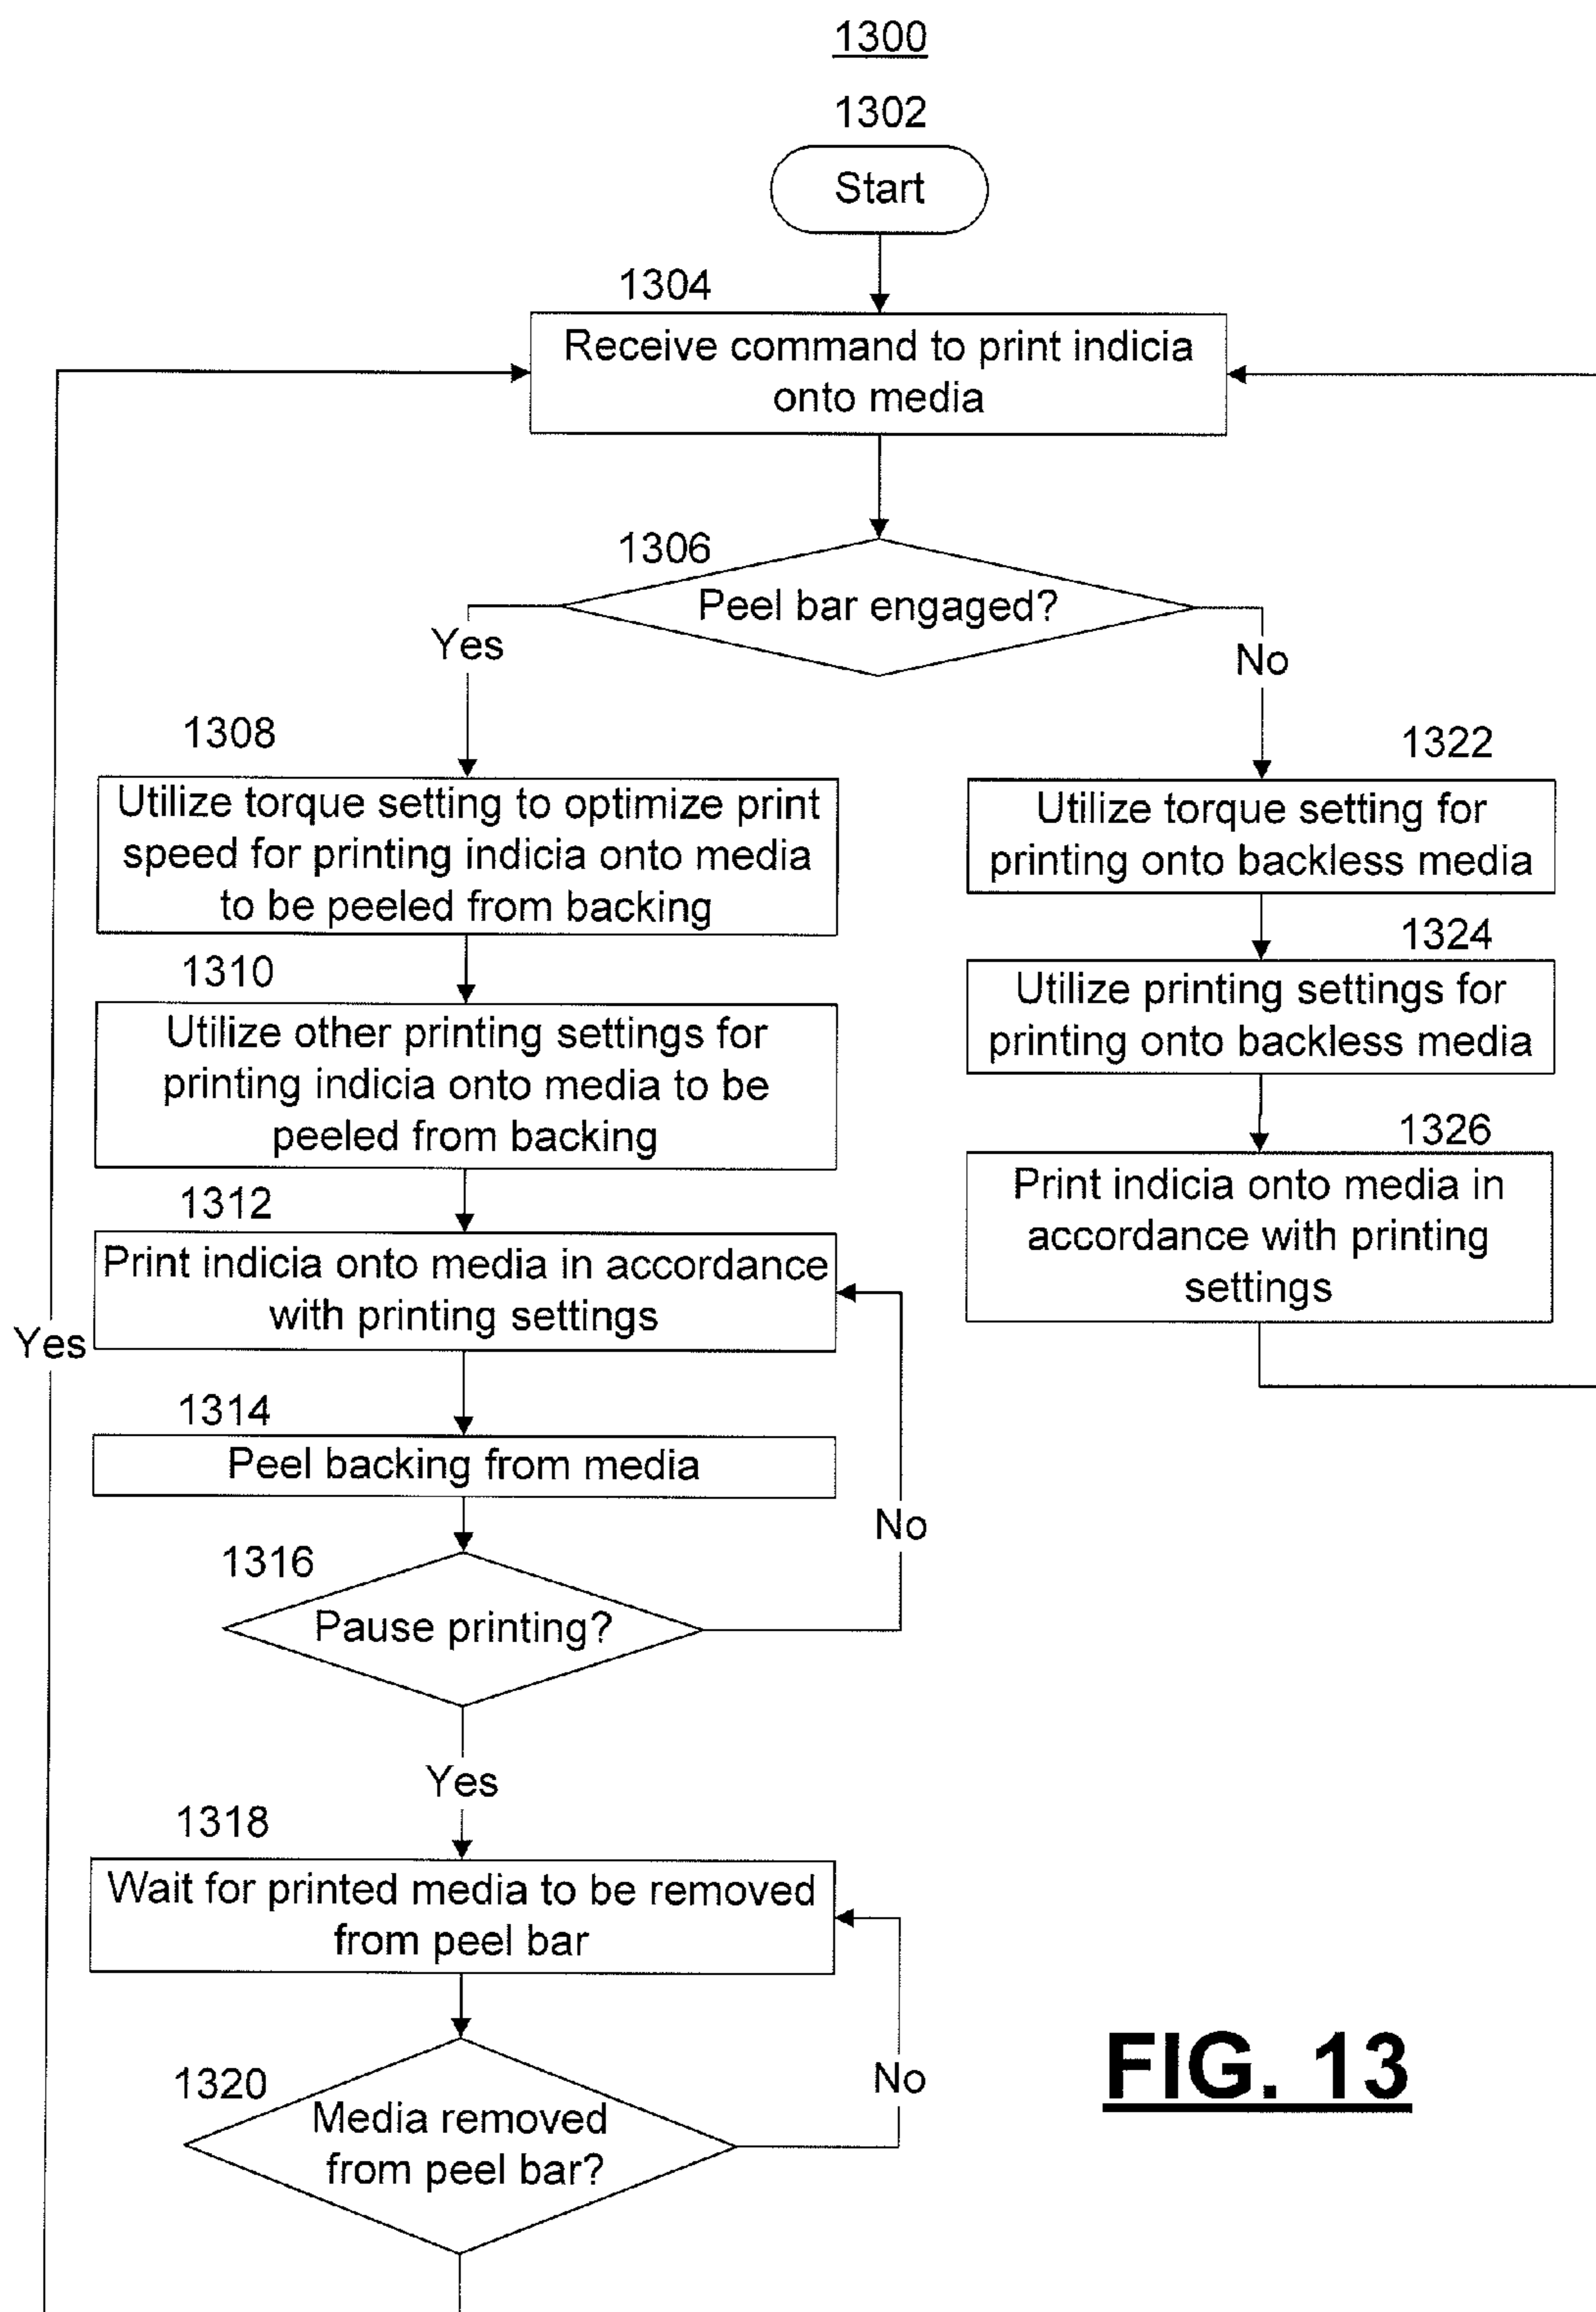 1300
1302
Start
1304
Receive command to print indicia
onto media
1306
Peel bar engaged?
Yes
No
1308
Utilize torque setting to optimize print
speed for printing indicia onto media
to be peeled from backing
1322
Utilize torque setting for
printing onto backless media
1310
Utilize other printing settings for
printing indicia onto media to be
peeled from backing
1324
Utilize printing settings for
printing onto backless media
1312
Print indicia onto media in accordance
with printing settings
1326
Print indicia onto media in
accordance with printing
settings
Yes
1314
Peel backing from media
No
1316
Pause printing?
Yes
1318
Wait for printed media to be removed
from peel bar
No
1320
Media removed
from peel bar?
FIG. 13